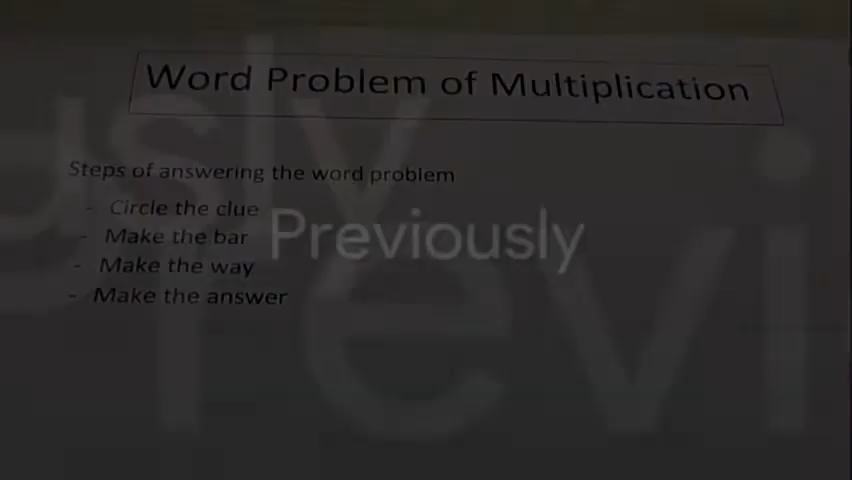 Word Problem of Multiplication
Steps of answering the word problem
- Circle the clue
- Make the bar
Previously
- Make the way
- Make the answer